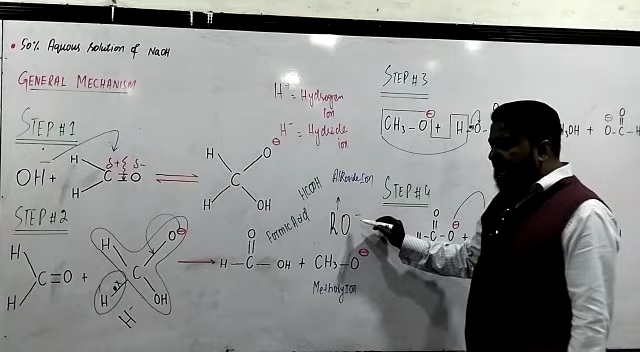 • 50% Aqueous Solution of NaOH
GENERAL MECHANISM
H⁺ = Hydrogen
Ion
H⁻ = Hydride
ion
STEP #1
OH⁻ +
H
H
C
δ+
δ-
O
⇌
H
H
C
O
⊖
OH
STEP #2
H
H
C=O +
H
H
C
O
⊖
OH
H⁻
→
O
H-C-OH + CH₃-O
⊖
Formic Acid
HCOOH
Methoxy Ion
Alkoxide Ion
↑
RO⁻
STEP #3
CH₃-O
⊖
+ H
O
OH +
⊖
O
O-C-H
STEP #4
O
H-C-O
⊖
+